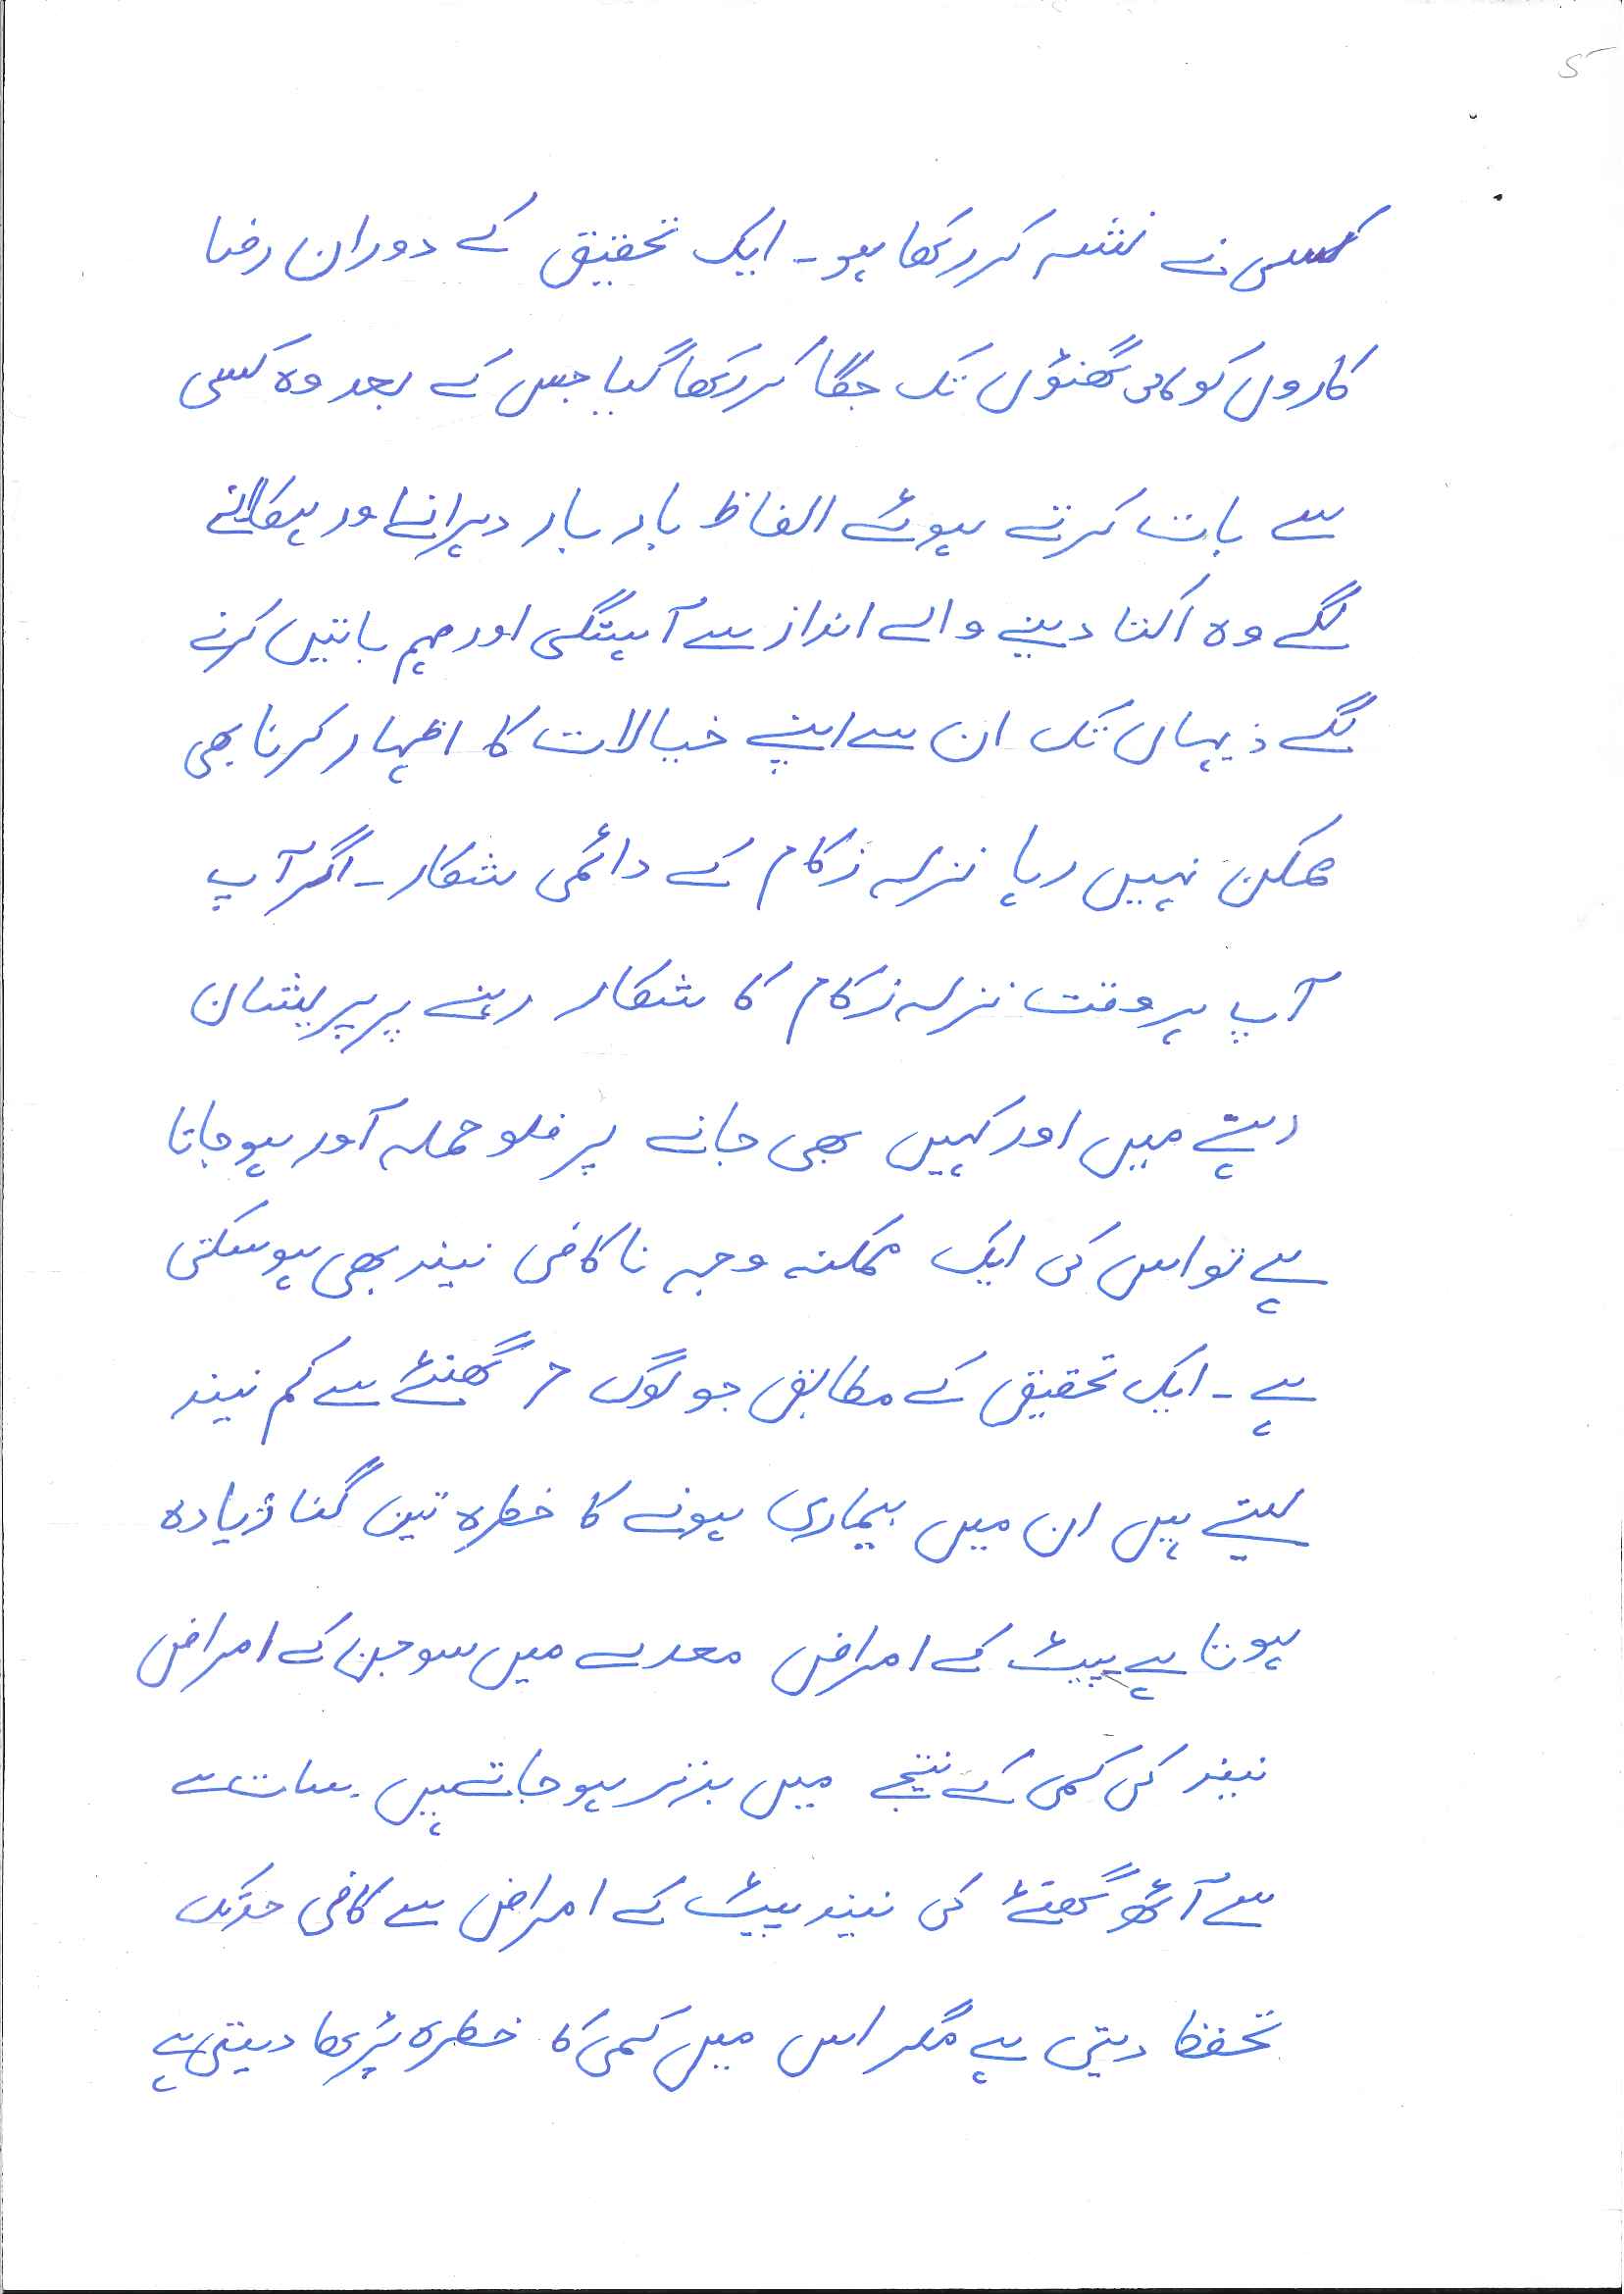 5
کسی نے نشہ کر رکھا ہو۔ ایک تحقیق کے دوران رضا
کاروں کو کئی گھنٹوں تک جگا کر رکھا گیا جس کے بعد وہ کسی
سے بات کرتے ہوئے الفاظ بار بار دہرانے اور ہکلانے
لگے وہ اکتا دینے والے انداز سے آہستگی اور مبہم باتیں کرنے
لگے یہاں تک ان سے اپنے خیالات کا اظہار کرنا بھی
ممکن نہیں رہا نزلہ زکام کے دائمی شکار۔ اگر آپ
آپ ہر وقت نزلہ زکام کا شکار رہنے پر پریشان
رہتے میں اور کہیں بھی جانے پر فلو حملہ آور ہو جاتا
ہے تو اس کی ایک ممکنہ وجہ ناکافی نیند بھی ہو سکتی
ہے۔ ایک تحقیق کے مطابق جو لوگ 7 گھنٹے سے کم نیند
لیتے ہیں ان میں بیماری ہونے کا خطرہ تین گنا زیادہ
ہوتا ہے پیٹ کے امراض معدے میں سوجن کے امراض
نیند کی کمی کے نتیجے میں بدتر ہو جاتے ہیں۔ سات سے
سے آٹھ گھنٹے کی نیند پیٹ کے امراض سے کافی حد تک
تحفظ دیتی ہے مگر اس میں کمی کا خطرہ بڑھا دیتی ہے